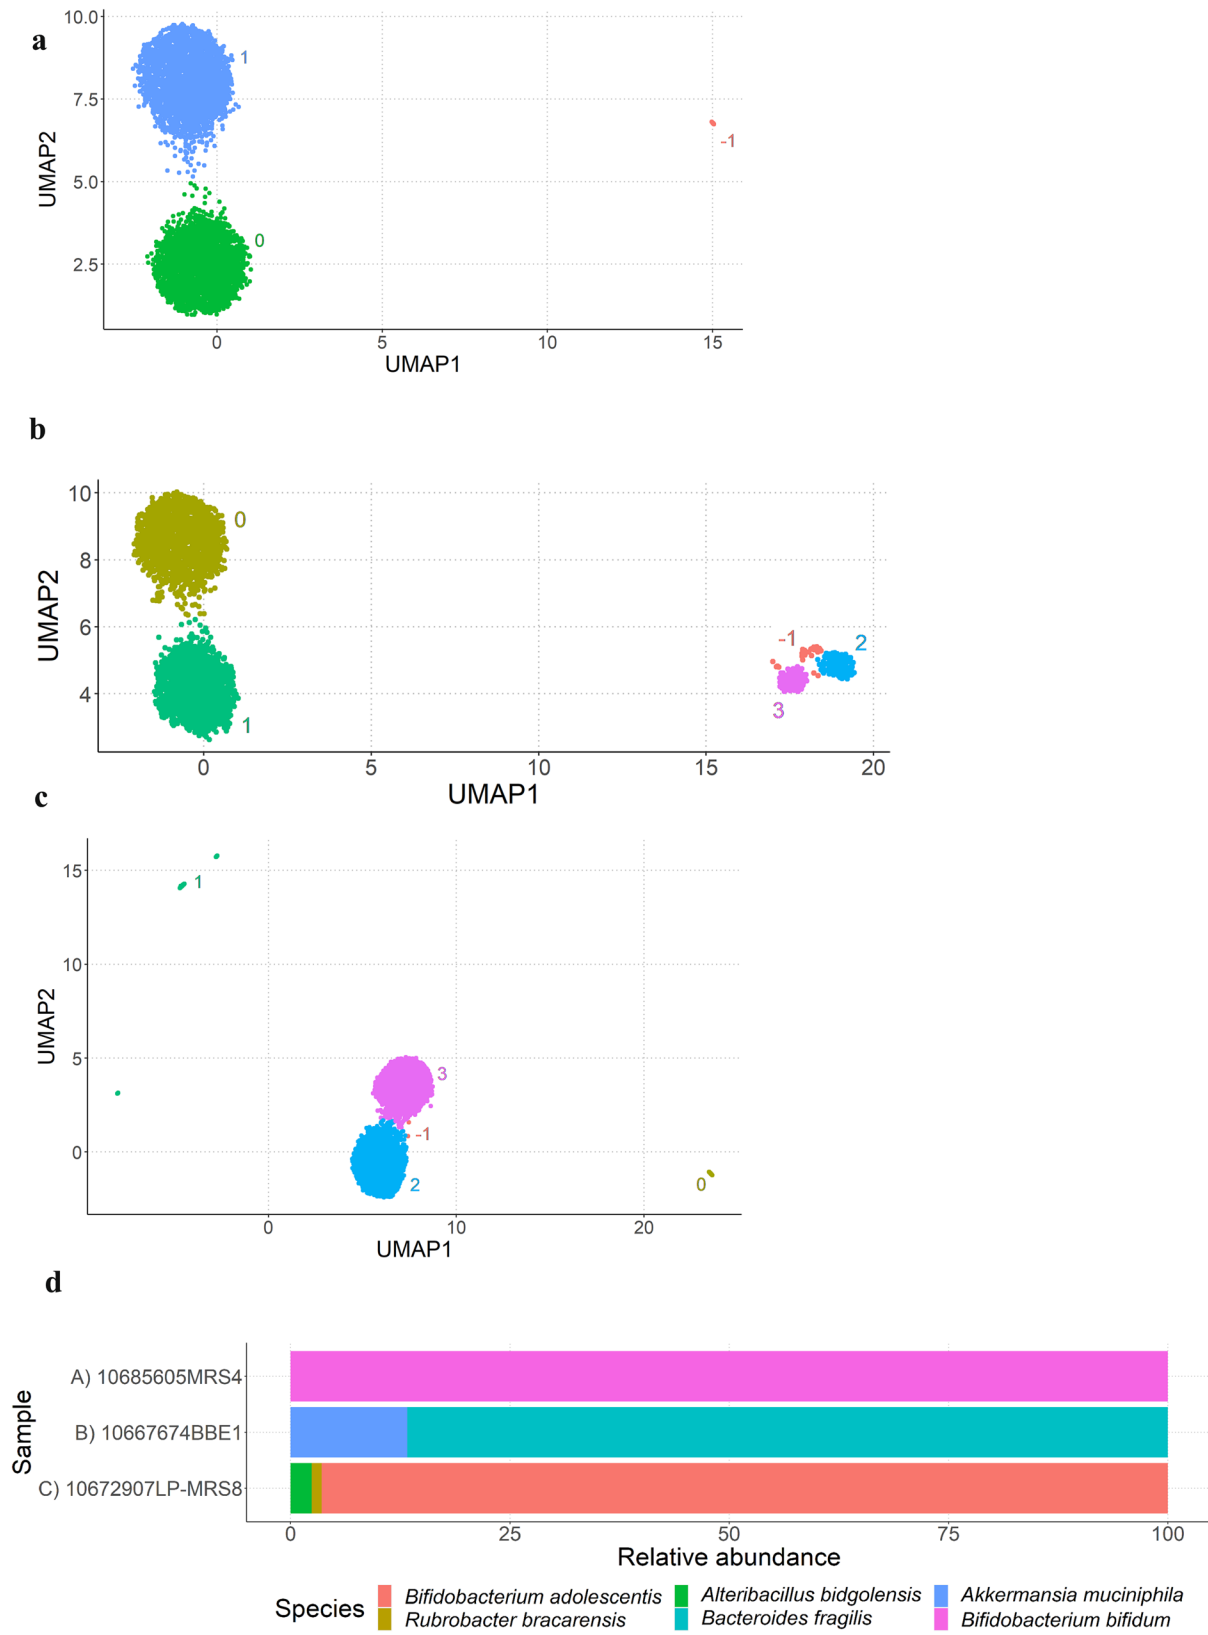 a
10.0
7.5
5.0
2.5
UMAP2
1
-1
0
0 5 10 15
UMAP1
b
10
8
6
4
UMAP2
0
-1
2
3
1
0 5 10 15 20
UMAP1
c
15
10
5
0
UMAP2
1
3
-1
2
0
0 10 20
UMAP1
d
Sample
A) 10685605MRS4
B) 10667674BBE1
C) 10672907LP-MRS8
0 25 50 75 100
Relative abundance
Species
Bifidobacterium adolescentis Alteribacillus bidgolensis Akkermansia muciniphila
Rubrobacter bracarensis Bacteroides fragilis Bifidobacterium bifidum